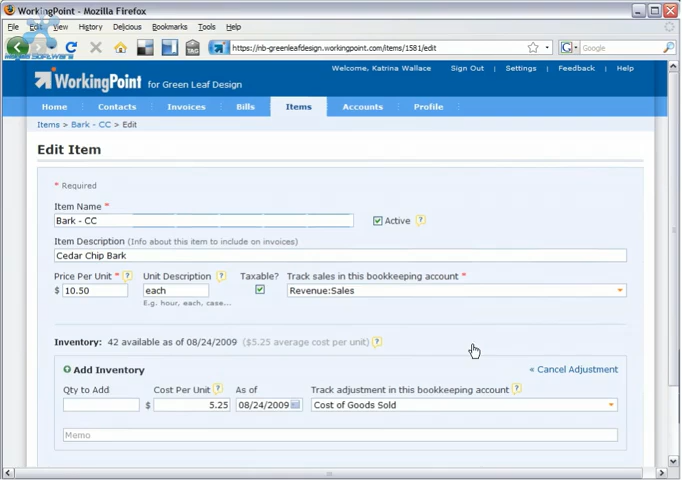 WorkingPoint - Mozilla Firefox
File Edit View History Bookmarks Delicious Tools Help
https://nb-greenleafdesign.workingpoint.com/items/1581/edit
Google
Welcome, Katrina Wallace Sign Out Settings Feedback Help
WorkingPoint for Green Leaf Design
Home Contacts Invoices Bills Items Accounts Profile
Items > Bark - CC > Edit
Edit Item
* Required
Item Name *
Bark - CC
Active ?
Item Description (Info about this item to include on invoices)
Cedar Chip Bark
Price Per Unit * ? Unit Description ? Taxable? Track sales in this bookkeeping account *
$ 10.50 each Revenue:Sales
E.g. hour, each, case...
Inventory: 42 available as of 08/24/2009 ($5.25 average cost per unit) ?
Add Inventory « Cancel Adjustment
Qty to Add Cost Per Unit ? As of Track adjustment in this bookkeeping account ?
$ 5.25 08/24/2009 Cost of Goods Sold
Memo